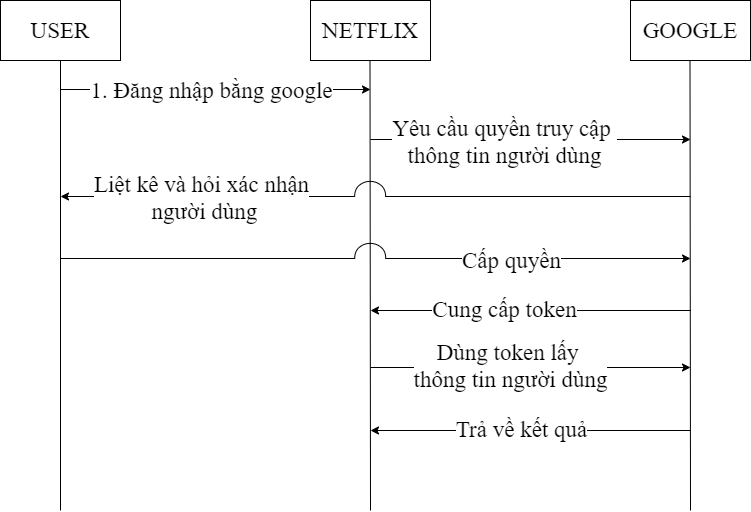 USER
NETFLIX
GOOGLE
1. Đăng nhập bằng google
Yêu cầu quyền truy cập
thông tin người dùng
Liệt kê và hỏi xác nhận
người dùng
Cấp quyền
Cung cấp token
Dùng token lấy
thông tin người dùng
Trả về kết quả